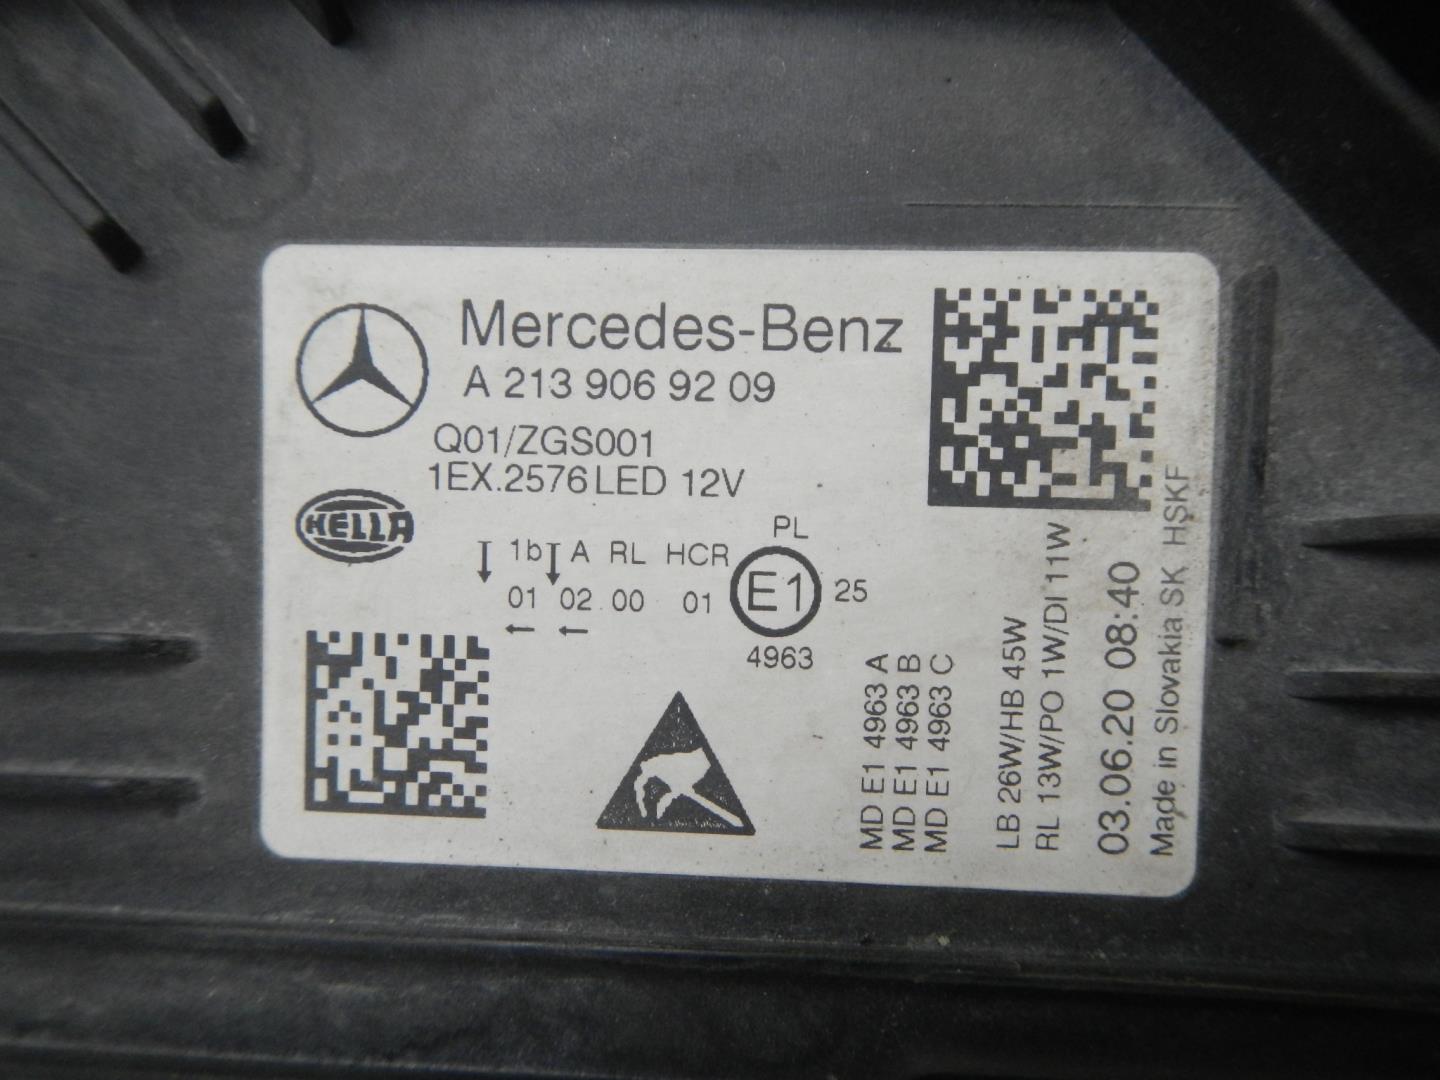 Mercedes-Benz
A 213 906 92 09
Q01/ZGS001
1EX.2576 LED 12V
HELLA
1b A RL HCR
01 02 00 01
PL
E1
25
4963
MD E1 4963 A
MD E1 4963 B
MD E1 4963 C
LB 26W/HB 45W
RL 13W/PO 1W/DI 11W
03.06.20 08:40
Made in Slovakia SK HSKF